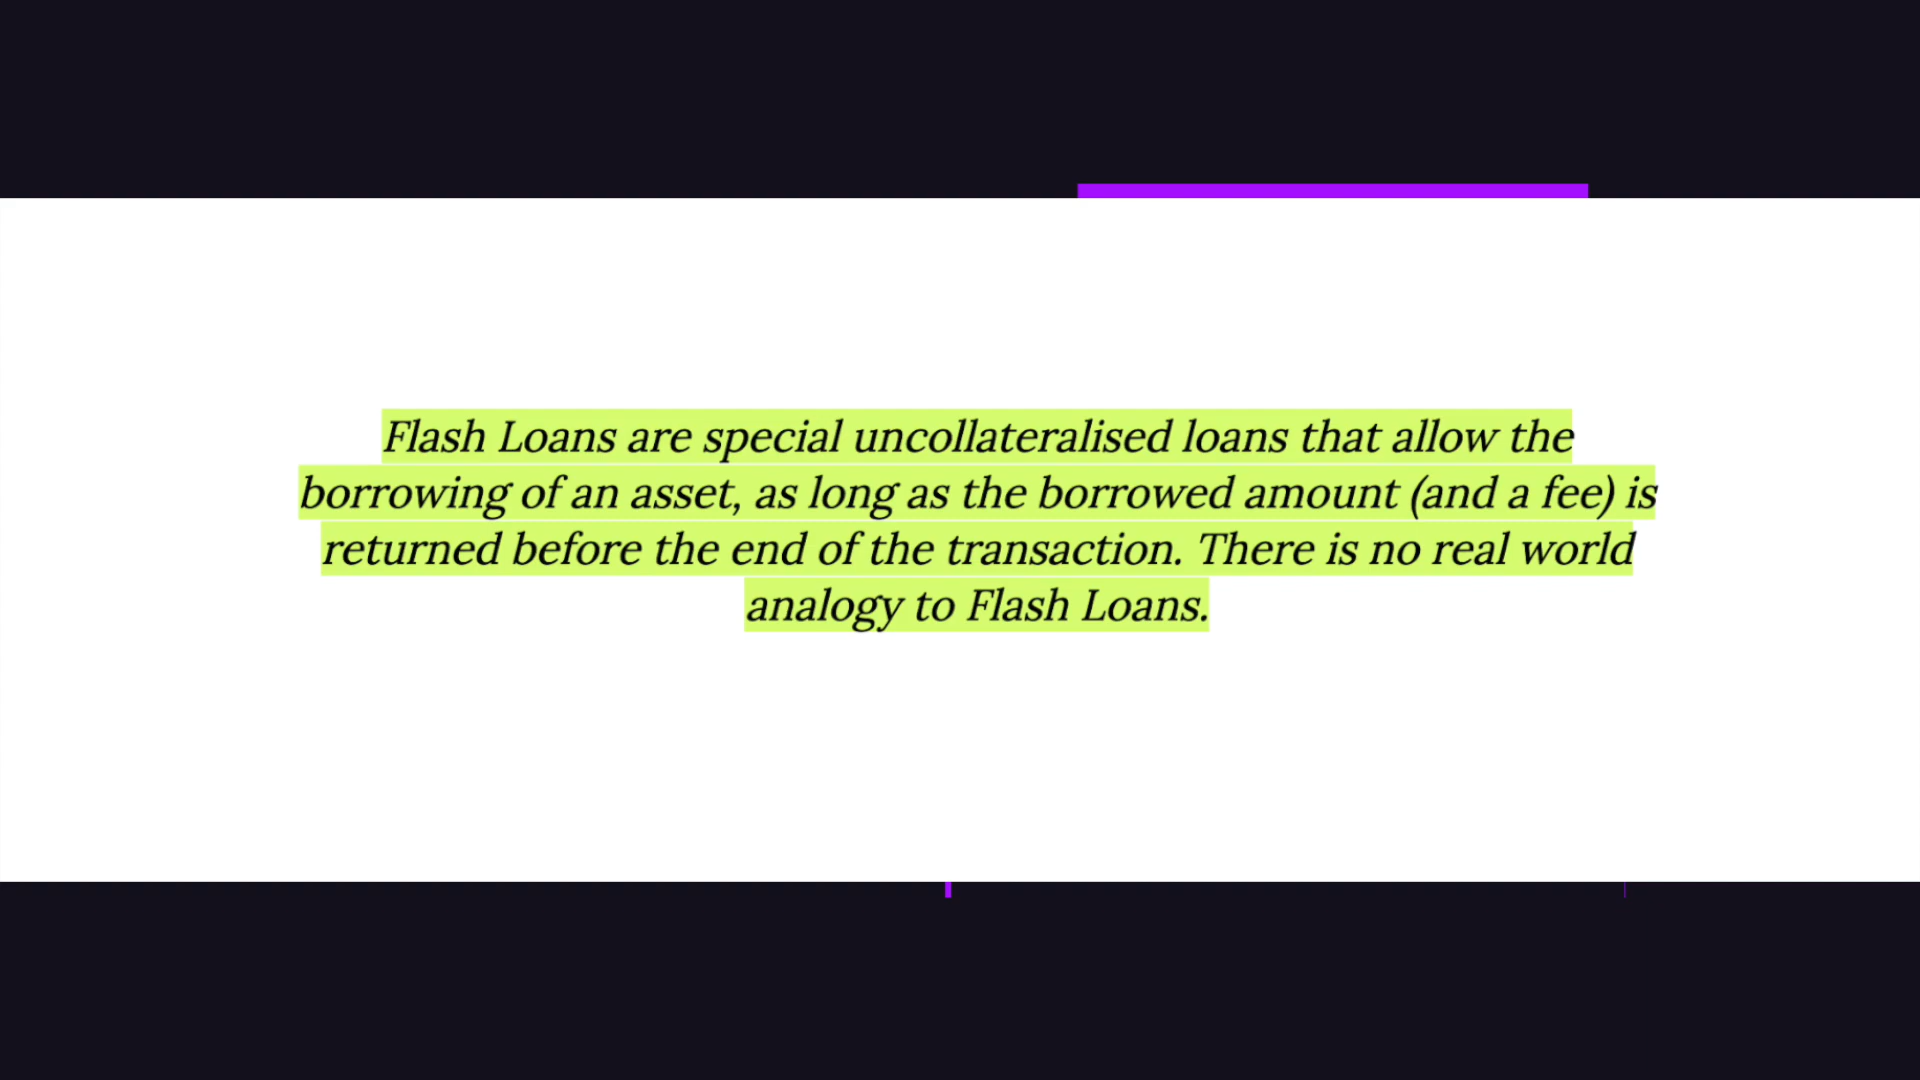 Flash Loans are special uncollateralised loans that allow the
borrowing of an asset, as long as the borrowed amount (and a fee) is
returned before the end of the transaction. There is no real world
analogy to Flash Loans.